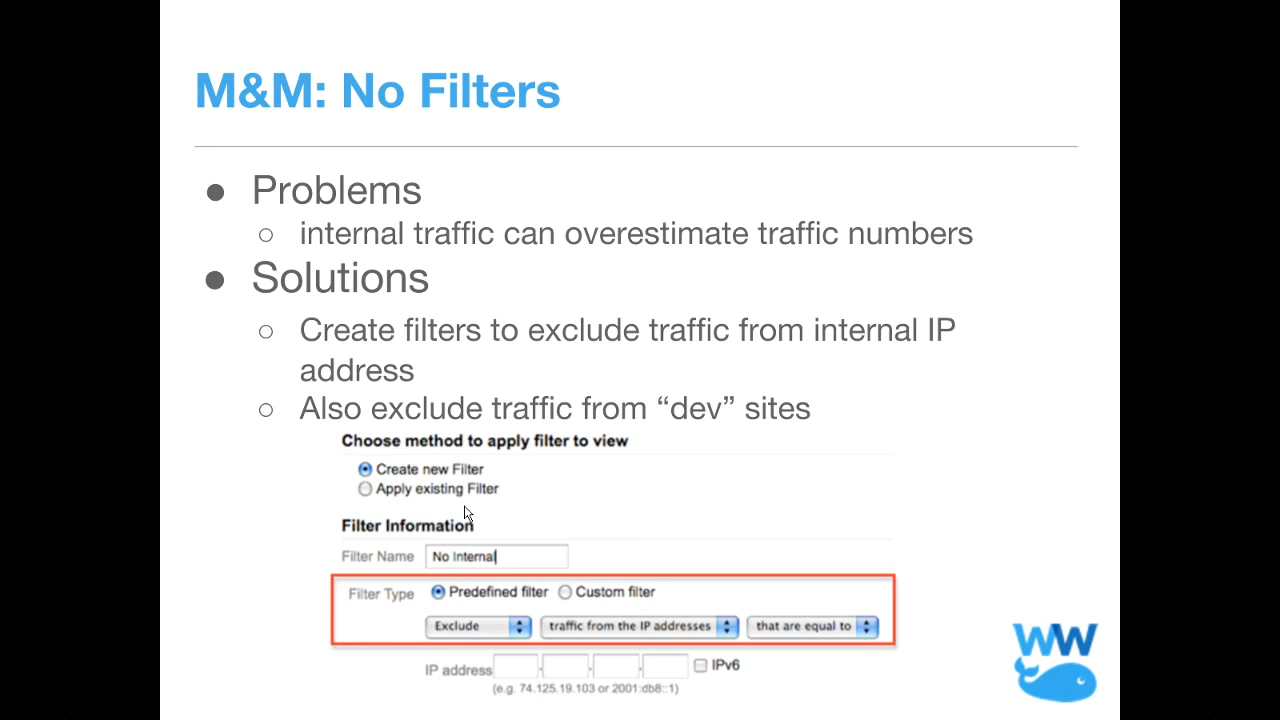 M&M: No Filters
● Problems
○ internal traffic can overestimate traffic numbers
● Solutions
○ Create filters to exclude traffic from internal IP
address
○ Also exclude traffic from “dev” sites
Choose method to apply filter to view
Create new Filter
Apply existing Filter
Filter Information
Filter Name No Internal
Filter Type Predefined filter Custom filter
Exclude traffic from the IP addresses that are equal to
IP address . . . IPv6
(e.g. 74.125.19.103 or 2001:db8::1)
WW